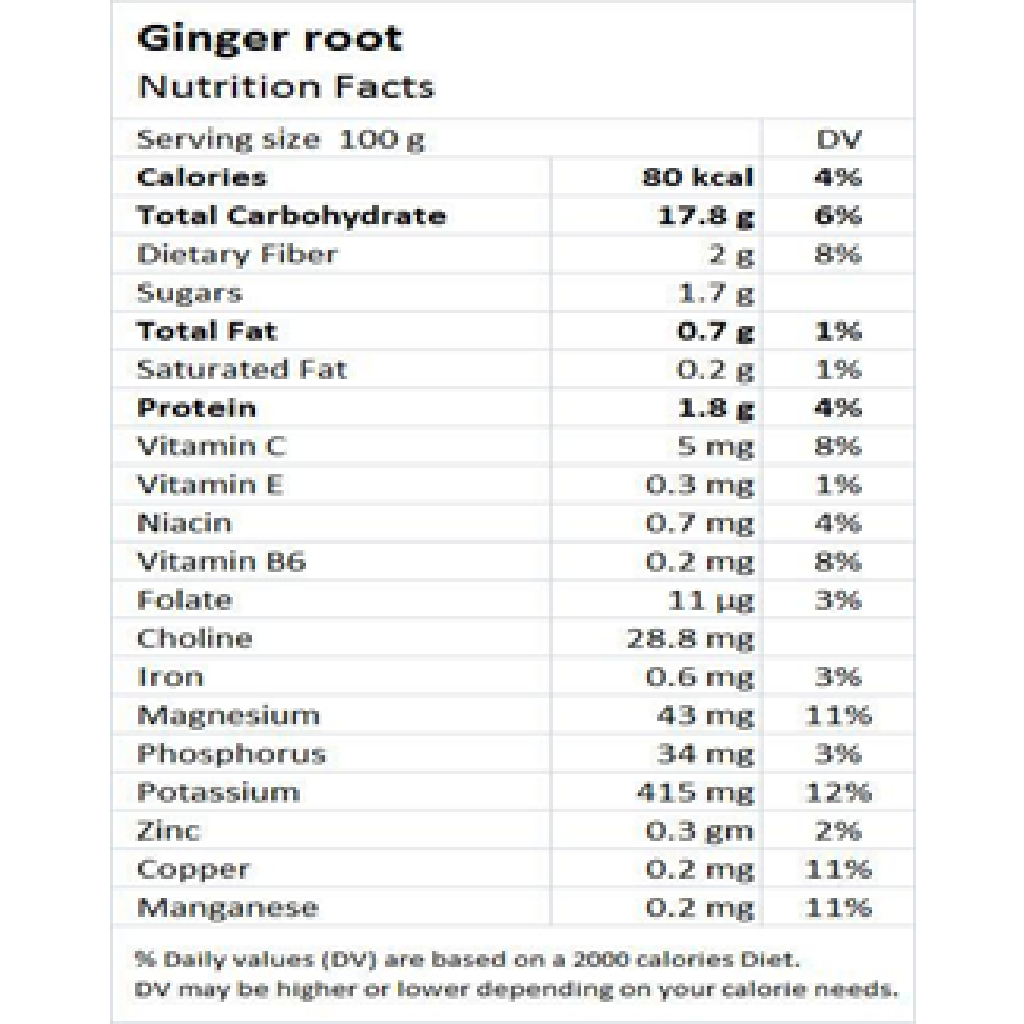 Ginger root
Nutrition Facts
Serving size 100 g DV
Calories 80 kcal 4%
Total Carbohydrate 17.8 g 6%
Dietary Fiber 2 g 8%
Sugars 1.7 g
Total Fat 0.7 g 1%
Saturated Fat 0.2 g 1%
Protein 1.8 g 4%
Vitamin C 5 mg 8%
Vitamin E 0.3 mg 1%
Niacin 0.7 mg 4%
Vitamin B6 0.2 mg 8%
Folate 11 µg 3%
Choline 28.8 mg
Iron 0.6 mg 3%
Magnesium 43 mg 11%
Phosphorus 34 mg 3%
Potassium 415 mg 12%
Zinc 0.3 gm 2%
Copper 0.2 mg 11%
Manganese 0.2 mg 11%
% Daily values (DV) are based on a 2000 calories Diet.
DV may be higher or lower depending on your calorie needs.